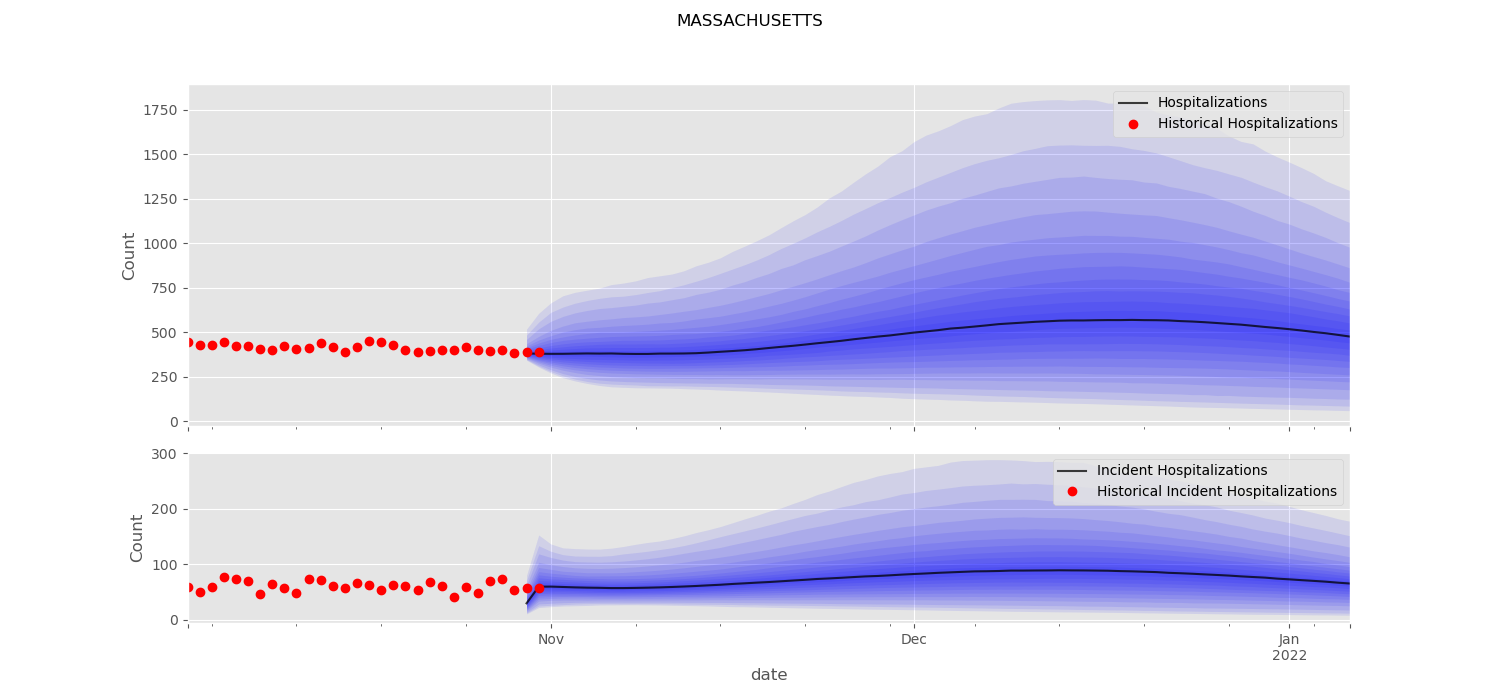 MASSACHUSETTS
1750
1500
1250
1000
750
500
250
0
Count
Hospitalizations
Historical Hospitalizations
300
200
100
0
Count
Incident Hospitalizations
Historical Incident Hospitalizations
Nov
Dec
Jan
2022
date